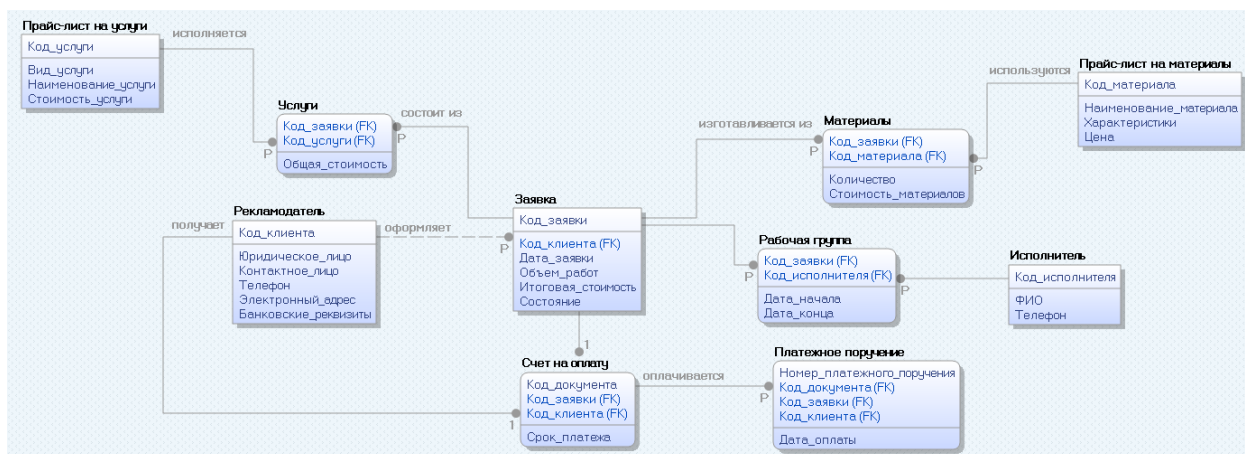 Прайс-лист на услуги
исполняется
Код_услуги
Вид_услуги
Наименование_услуги
Стоимость_услуги
Услуги
состоит из
Код_заявки (FK)
Код_услуги (FK)
P
P
Общая_стоимость
используются
Прайс-лист на материалы
Код_материала
Наименование_материала
Характеристики
Цена
изготавливается из
Материалы
P
Код_заявки (FK)
Код_материала (FK)
P
Количество
Стоимость_материалов
Рекламодатель
получает
Код_клиента
оформляет
Юридическое_лицо
Контактное_лицо
Телефон
Электронный_адрес
Банковские_реквизиты
Заявка
Код_заявки
P
Код_клиента (FK)
Дата_заявки
Объем_работ
Итоговая_стоимость
Состояние
Рабочая группа
Код_заявки (FK)
Код_исполнителя (FK)
P
P
Дата_начала
Дата_конца
Исполнитель
Код_исполнителя
ФИО
Телефон
1
Счет на оплату
оплачивается
Код_документа
Код_заявки (FK)
Код_клиента (FK)
1
Срок_платежа
Платежное поручение
Номер_платежного_поручения
P
Код_документа (FK)
Код_заявки (FK)
Код_клиента (FK)
Дата_оплаты